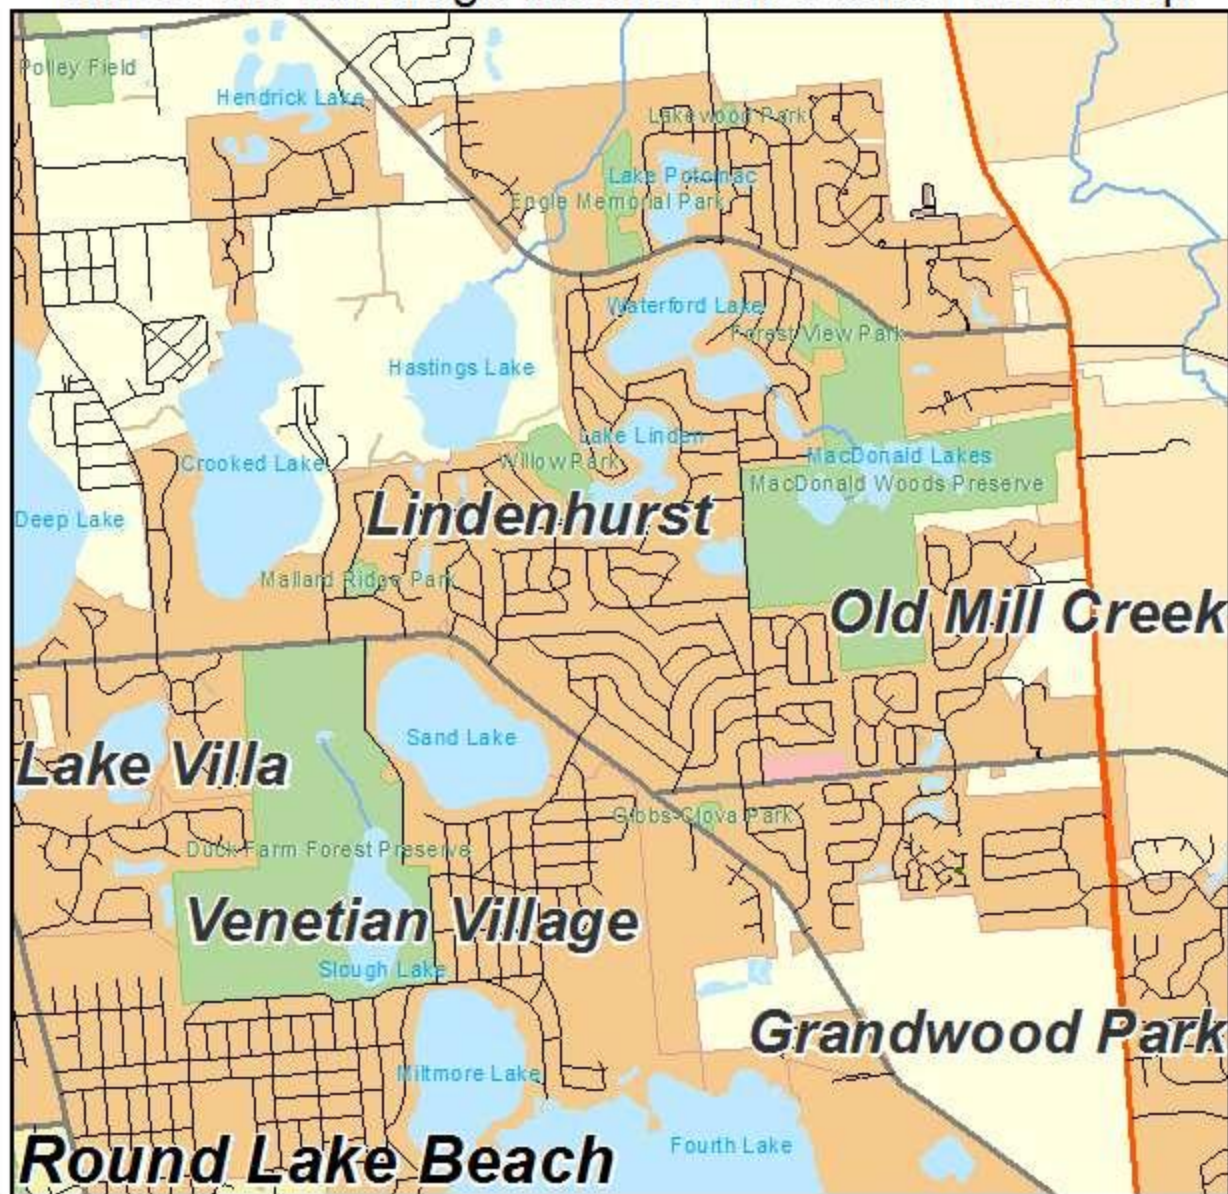 Polley Field
Hendrick Lake
Lakewood Park
Lake Potomac
Engle Memorial Park
Waterford Lake
Forest View Park
Hastings Lake
Lake Linden
Crooked Lake
Willow Park
MacDonald Lakes
MacDonald Woods Preserve
Deep Lake
Lindenhurst
Mallard Ridge Park
Old Mill Creek
Sand Lake
Lake Villa
Gibbs-Clova Park
Duck Farm Forest Preserve
Venetian Village
Slough Lake
Grandwood Park
Miltmore Lake
Fourth Lake
Round Lake Beach